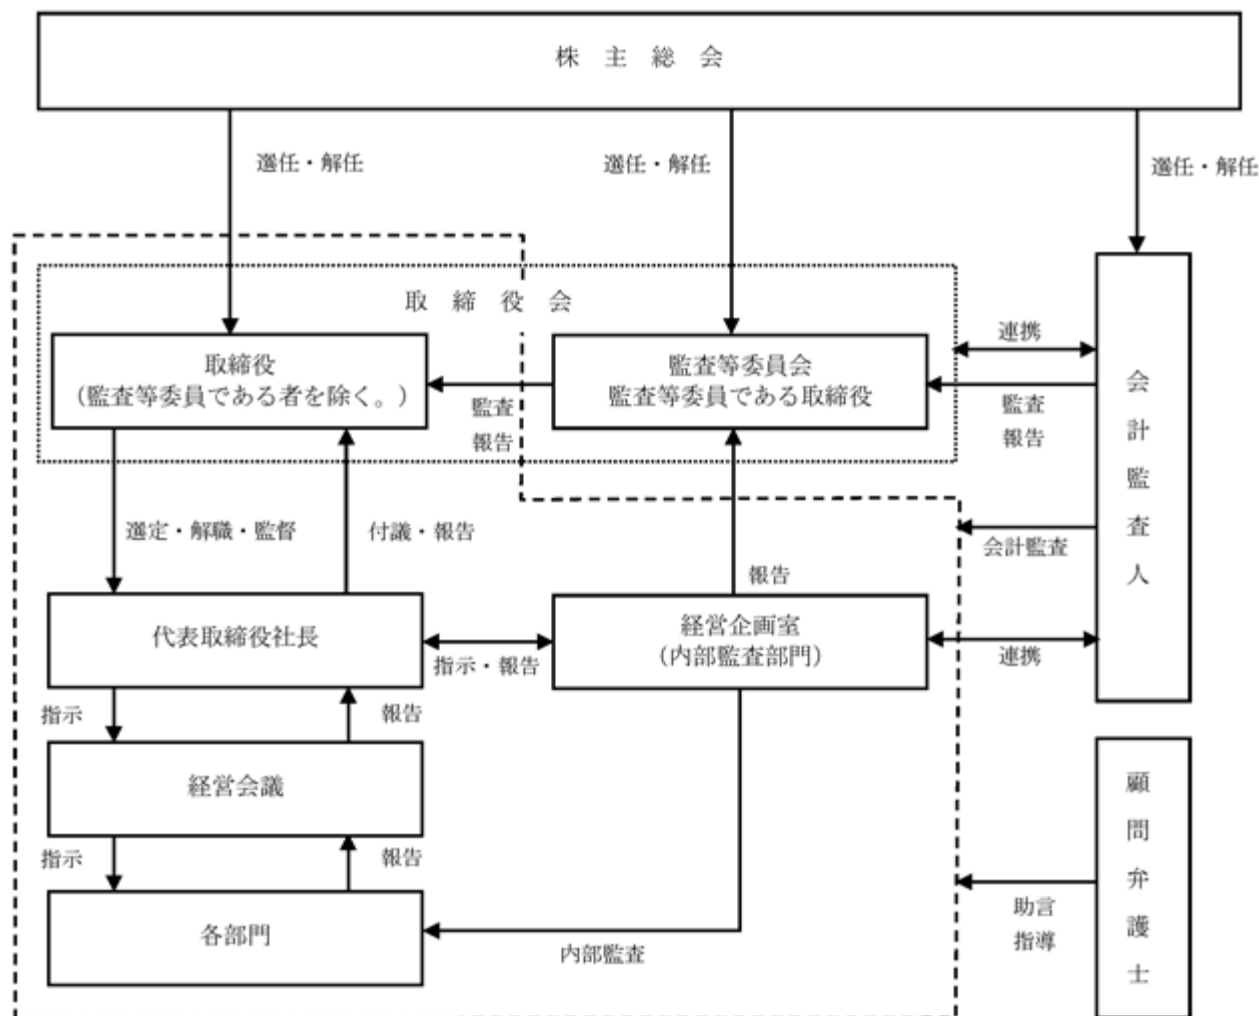 株主総会
選任・解任
選任・解任
選任・解任
取締役会
取締役
（監査等委員である者を除く。）
監査
報告
監査等委員会
監査等委員である取締役
連携
監査
報告
会計監査人
選定・解職・監督
付議・報告
報告
会計監査
代表取締役社長
指示・報告
経営企画室
（内部監査部門）
連携
指示
報告
経営会議
指示
報告
各部門
内部監査
助言
指導
顧問弁護士